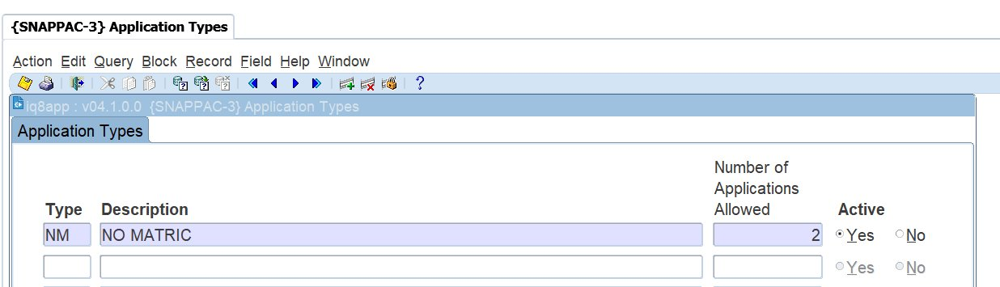 {SNAPPAC-3} Application Types
Action Edit Query Block Record Field Help Window
iq8app : v04.1.0.0 {SNAPPAC-3} Application Types
Application Types
Number of
Applications
Type Description Allowed Active
NM NO MATRIC 2 Yes No
Yes No